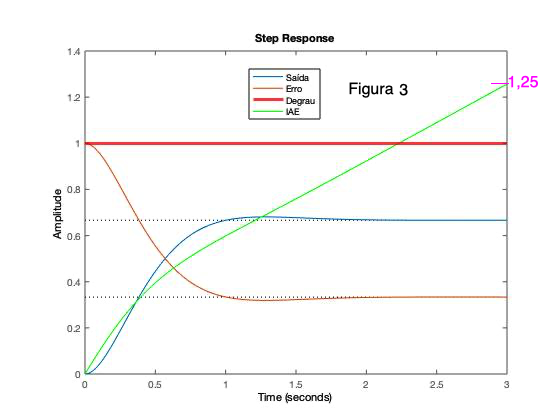 Step Response
Amplitude
1.4
1.2
1
0.8
0.6
0.4
0.2
0
Saída
Erro
Degrau
IAE
Figura 3
1,25
0
0.5
1
1.5
2
2.5
3
Time (seconds)